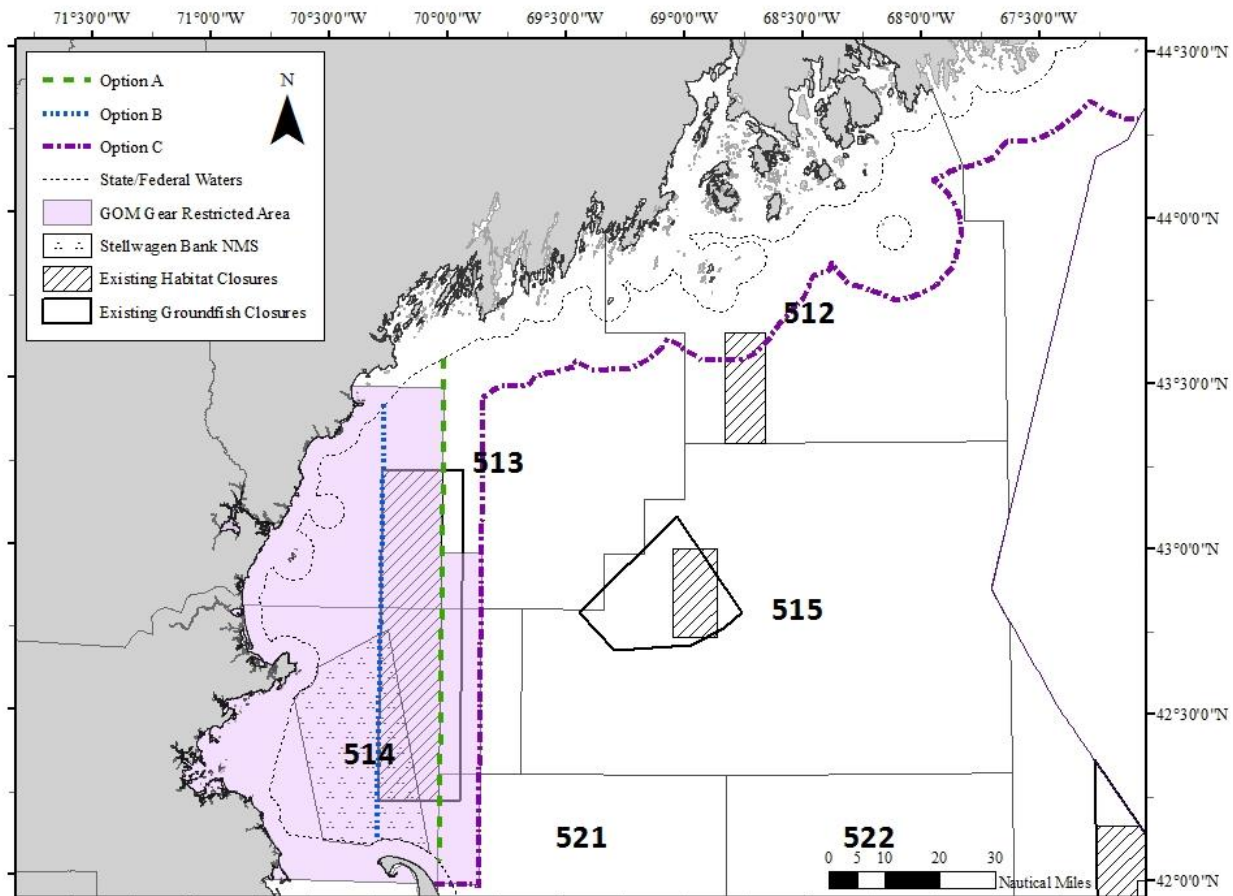 71°30'0"W 71°0'0"W 70°30'0"W 70°0'0"W 69°30'0"W 69°0'0"W 68°30'0"W 68°0'0"W 67°30'0"W
Option A
Option B
Option C
State/Federal Waters
GOM Gear Restricted Area
Stellwagen Bank NMS
Existing Habitat Closures
Existing Groundfish Closures
N
44°30'0"N
44°0'0"N
43°30'0"N
43°0'0"N
42°30'0"N
42°0'0"N
512
513
515
514
521
522
0 5 10 20 30
Nautical Miles